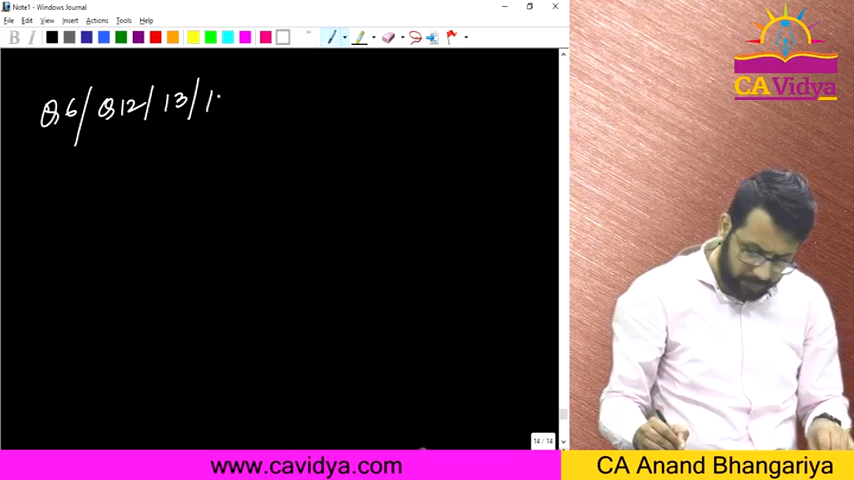 Note1 - Windows Journal
File Edit View Insert Actions Tools Help
B I
Q6/ Q12/ 13/ 1
14 / 14
CA Vidya
www.cavidya.com
CA Anand Bhangariya